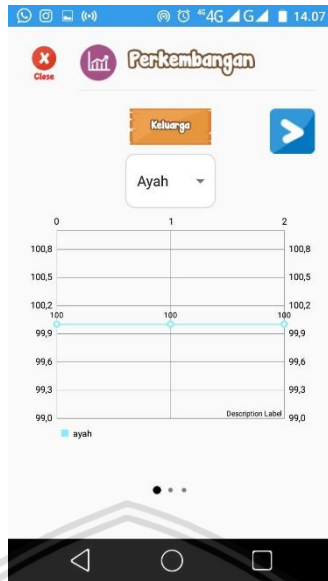 4G 4G G 14.07
Close
Perkembangan
Keluarga
Ayah
0 1 2
100,8 100,8
100,5 100,5
100,2 100,2
100 100 100
99,9 99,9
99,6 99,6
99,3 99,3
99,0 Description Label 99,0
ayah